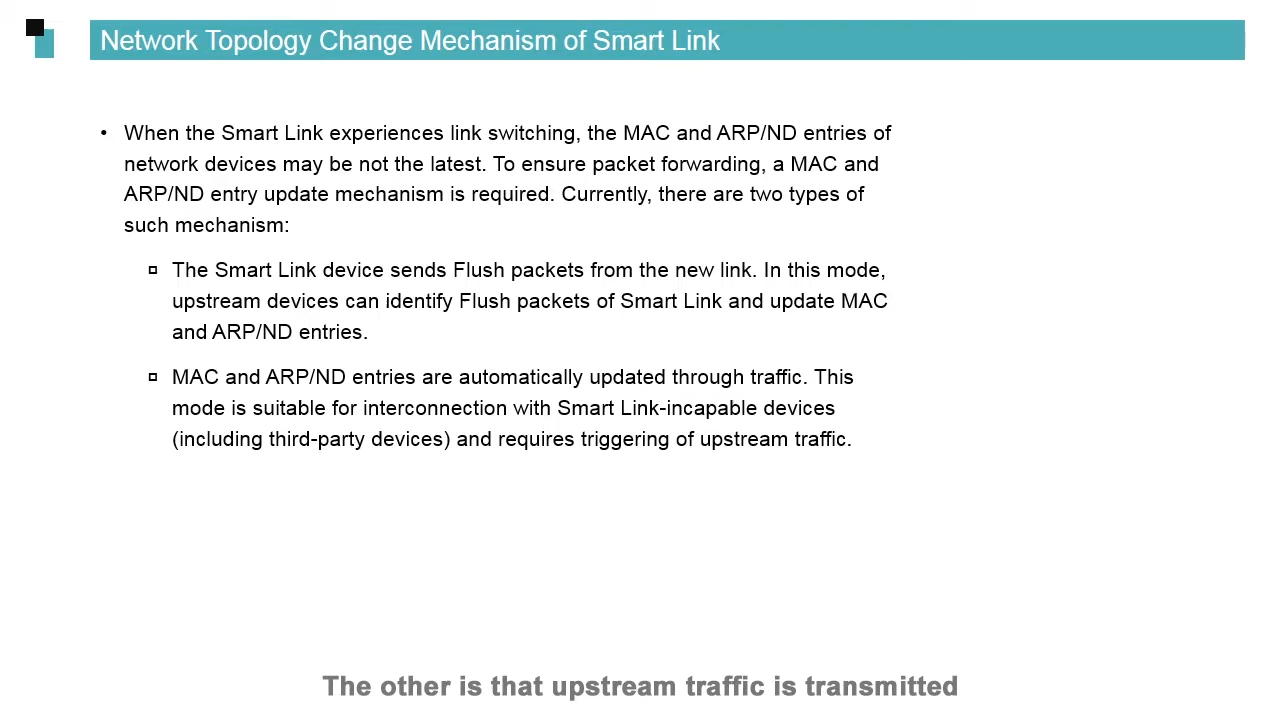 Network Topology Change Mechanism of Smart Link
• When the Smart Link experiences link switching, the MAC and ARP/ND entries of
network devices may be not the latest. To ensure packet forwarding, a MAC and
ARP/ND entry update mechanism is required. Currently, there are two types of
such mechanism:
▫ The Smart Link device sends Flush packets from the new link. In this mode,
upstream devices can identify Flush packets of Smart Link and update MAC
and ARP/ND entries.
▫ MAC and ARP/ND entries are automatically updated through traffic. This
mode is suitable for interconnection with Smart Link-incapable devices
(including third-party devices) and requires triggering of upstream traffic.
The other is that upstream traffic is transmitted